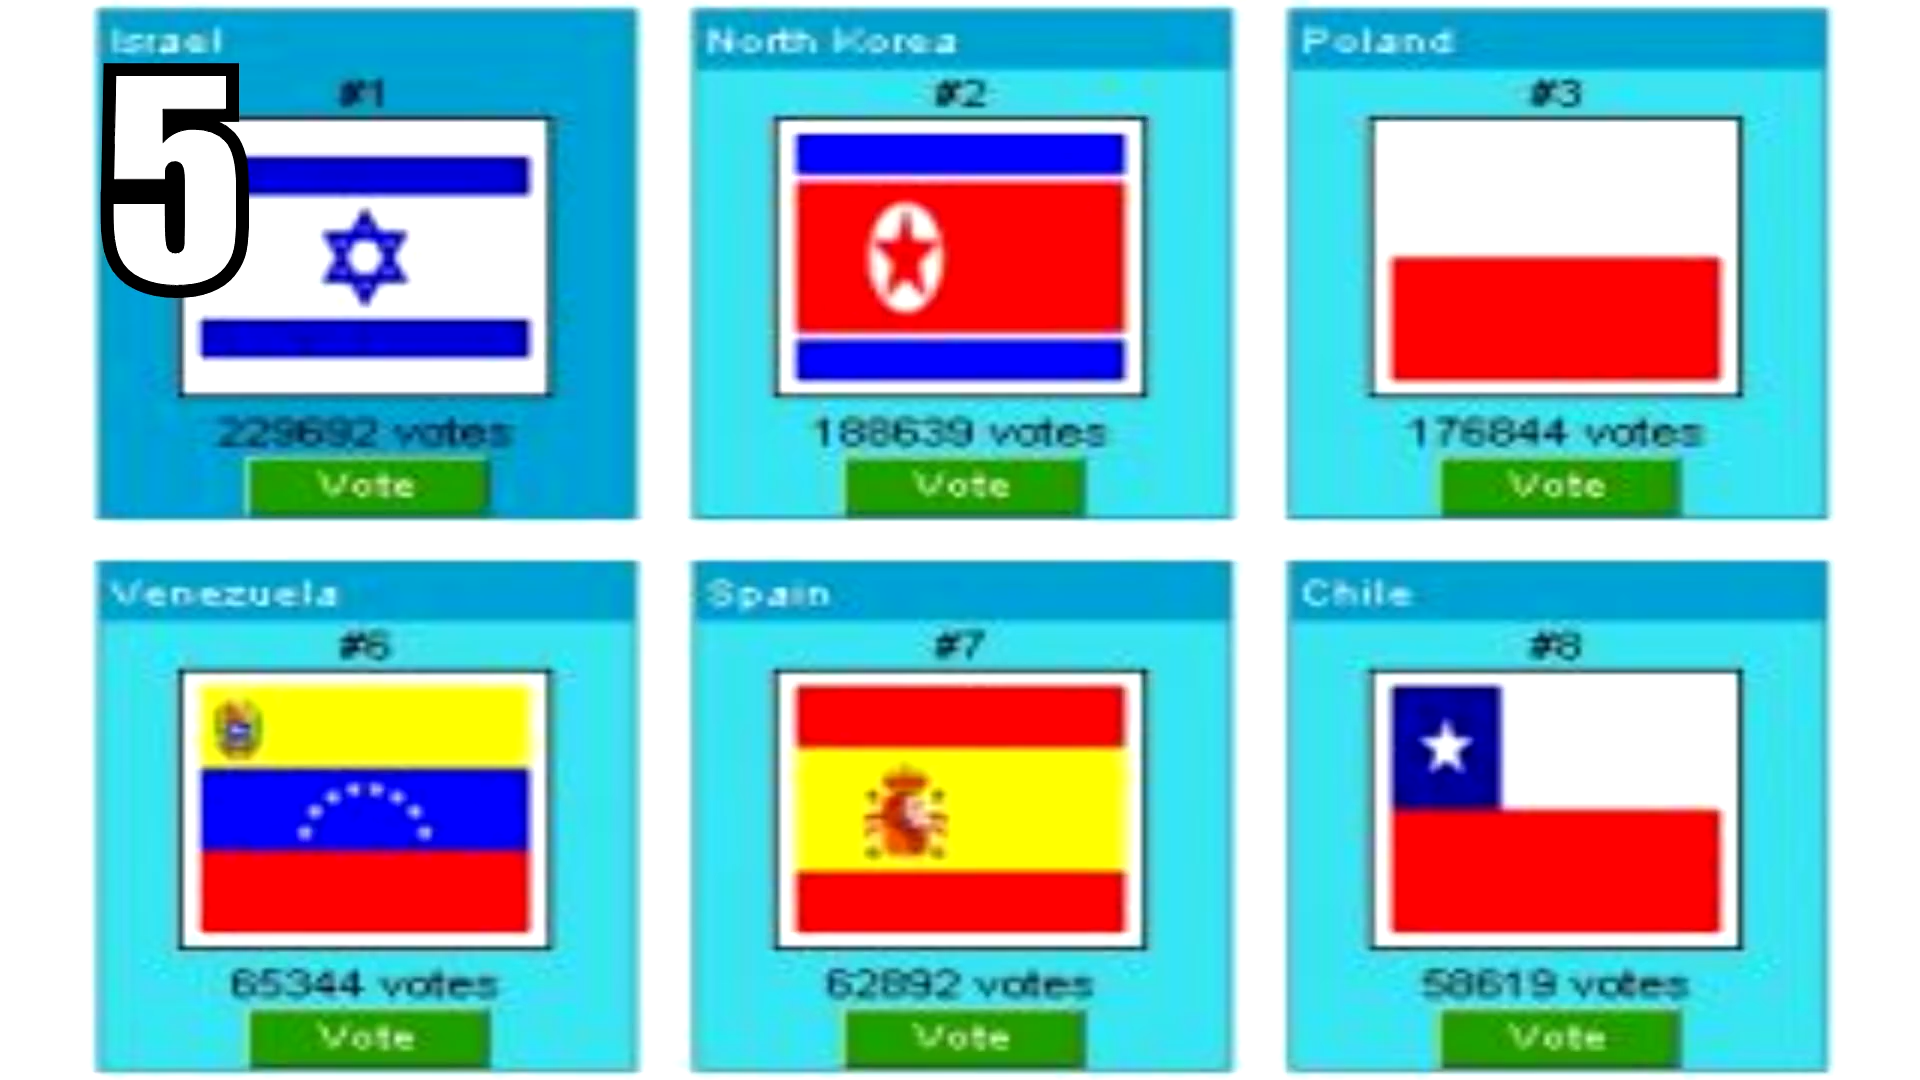 Israel
#1
5
229692 votes
Vote
North Korea
#2
188639 votes
Vote
Poland
#3
176844 votes
Vote
Venezuela
#6
65344 votes
Vote
Spain
#7
62892 votes
Vote
Chile
#8
58619 votes
Vote